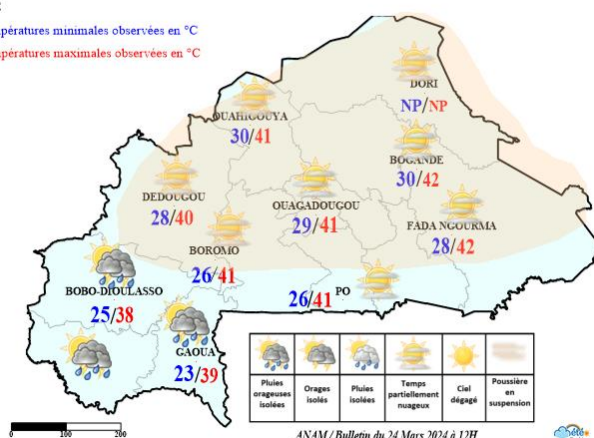 pératures minimales observées en °C
pératures maximales observées en °C
DORI
NP/NP
OUAHIGOUYA
30/41
BOGANDE
30/42
DEDOUGOU
28/40
OUAGADOUGOU
29/41
FADA NGOURMA
28/42
BOROMO
26/41
PO
26/41
BOBO-DIOULASSO
25/38
GAOUA
23/39
Pluies orageuses isolées
Orages isolés
Pluies isolées
Temps partiellement nuageux
Ciel dégagé
Poussière en suspension
0 100 200
ANAM / Bulletin du 24 Mars 2024 à 12H